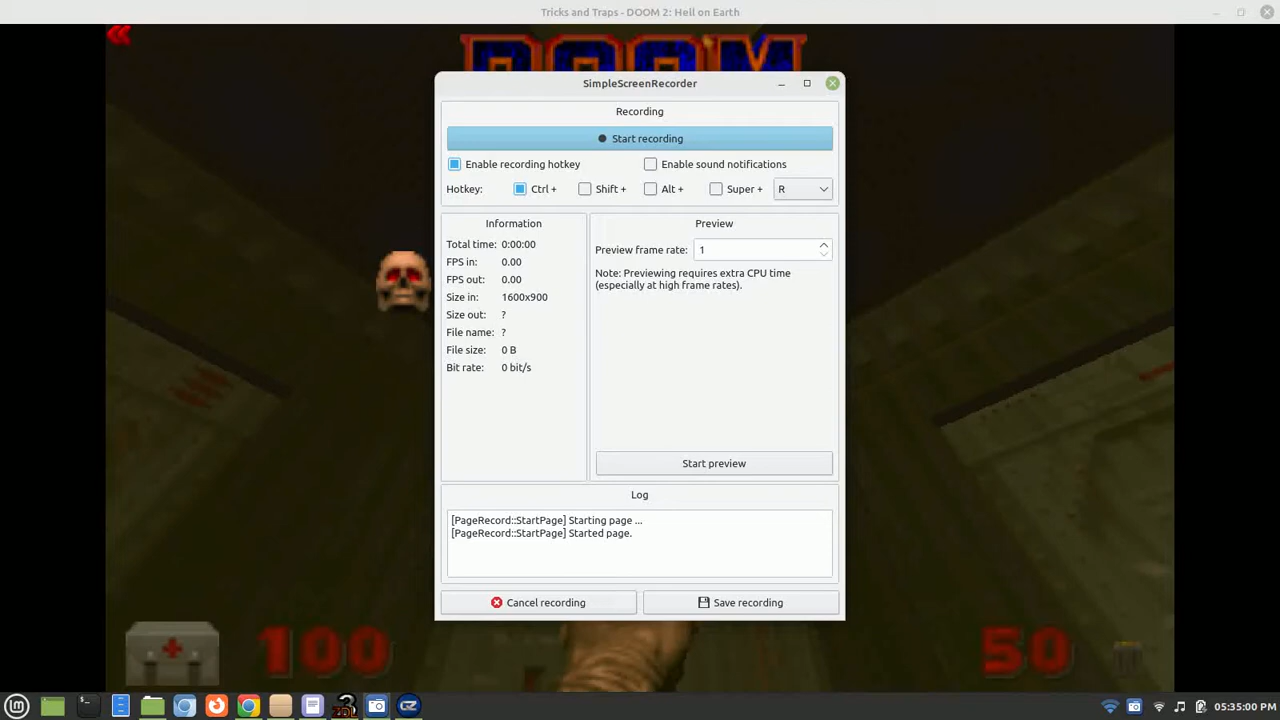 Tricks and Traps - DOOM 2: Hell on Earth
DOOM
SimpleScreenRecorder
Recording
Start recording
Enable recording hotkey
Enable sound notifications
Hotkey: Ctrl + Shift + Alt + Super + R
Information
Total time: 0:00:00
FPS in: 0.00
FPS out: 0.00
Size in: 1600x900
Size out: ?
File name: ?
File size: 0 B
Bit rate: 0 bit/s
Preview
Preview frame rate: 1
Note: Previewing requires extra CPU time
(especially at high frame rates).
Start preview
Log
[PageRecord::StartPage] Starting page ...
[PageRecord::StartPage] Started page.
Cancel recording
Save recording
100
50
05:35:00 PM